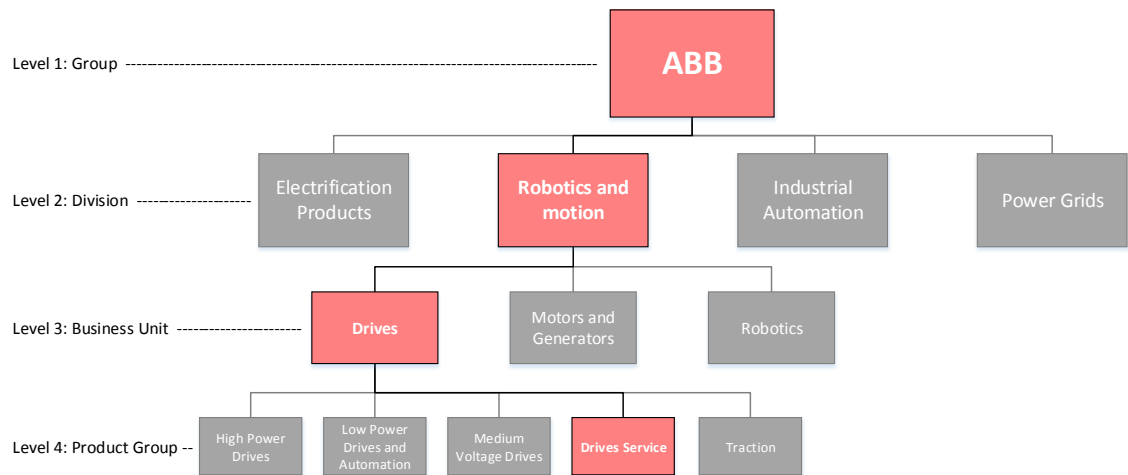 Level 1: Group
ABB
Level 2: Division
Electrification
Products
Robotics and
motion
Industrial
Automation
Power Grids
Level 3: Business Unit
Drives
Motors and
Generators
Robotics
Level 4: Product Group
High Power
Drives
Low Power
Drives and
Automation
Medium
Voltage Drives
Drives Service
Traction